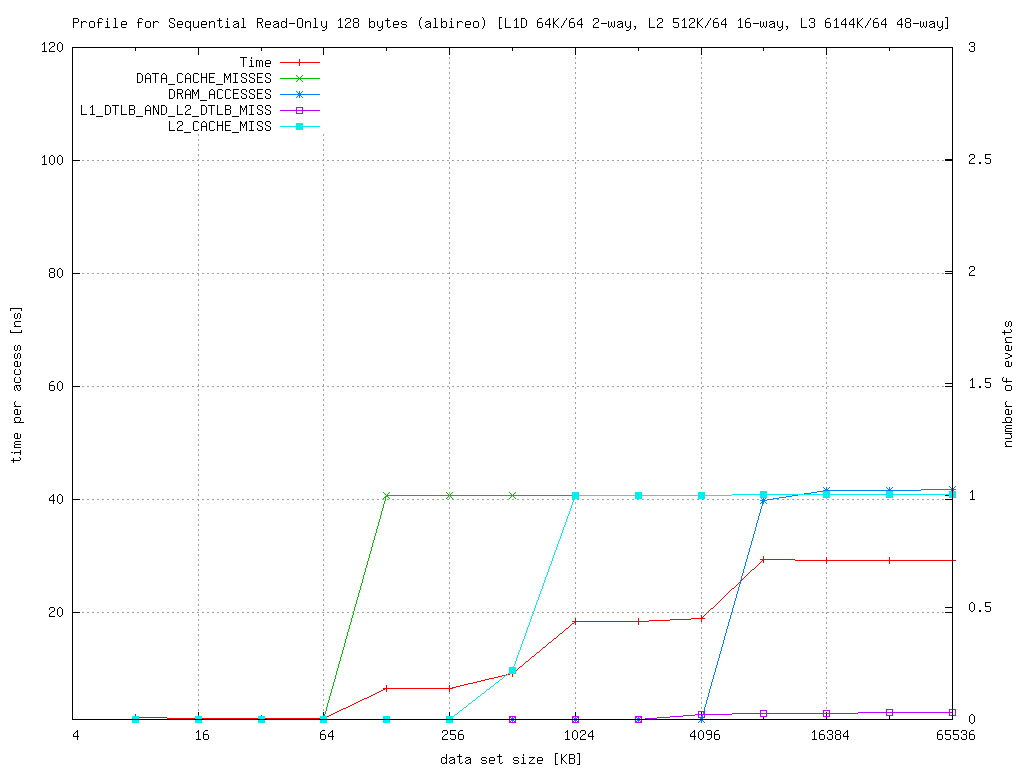 Profile for Sequential Read-Only 128 bytes (albireo) [L1D 64K/64 2-way, L2 512K/64 16-way, L3 6144K/64 48-way]
Time
DATA_CACHE_MISSES
DRAM_ACCESSES
L1_DTLB_AND_L2_DTLB_MISS
L2_CACHE_MISS
120
100
80
60
40
20
time per access [ns]
3
2.5
2
1.5
1
0.5
0
number of events
4 16 64 256 1024 4096 16384 65536
data set size [KB]